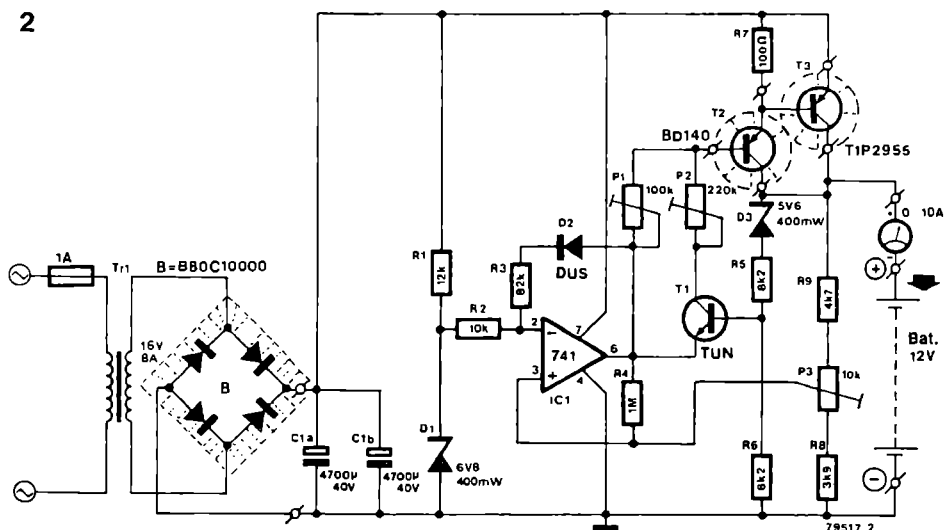 2
1A
Tr1
16V
8A
B=B80C10000
B
C1a
4700µ
40V
C1b
4700µ
40V
R1
12k
D1
6V8
400mW
R2
10k
R3
82k
D2
DUS
2
3
7
4
6
741
IC1
R4
1M
P1
100k
P2
220k
T1
TUN
BD140
T2
R7
100Ω
T3
TIP2955
D3
5V6
400mW
R5
8k2
R6
8k2
R9
4k7
P3
10k
R8
3k9
0
10A
+
-
Bat.
12V
−
79517 2